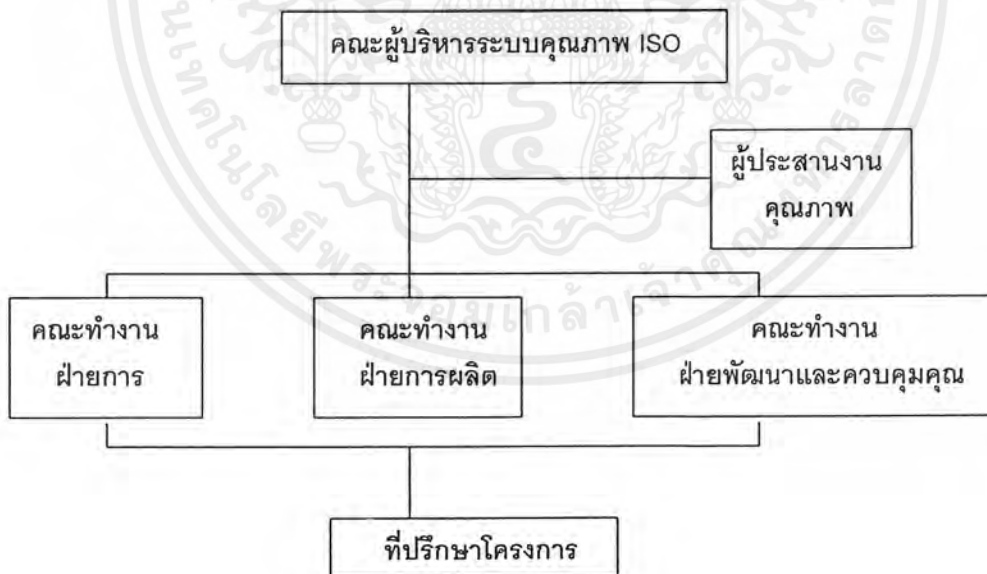 คณะผู้บริหารระบบคุณภาพ ISO
ผู้ประสานงาน
คุณภาพ
คณะทำงาน
ฝ่ายการ
คณะทำงาน
ฝ่ายการผลิต
คณะทำงาน
ฝ่ายพัฒนาและควบคุมคุณ
ที่ปรึกษาโครงการ